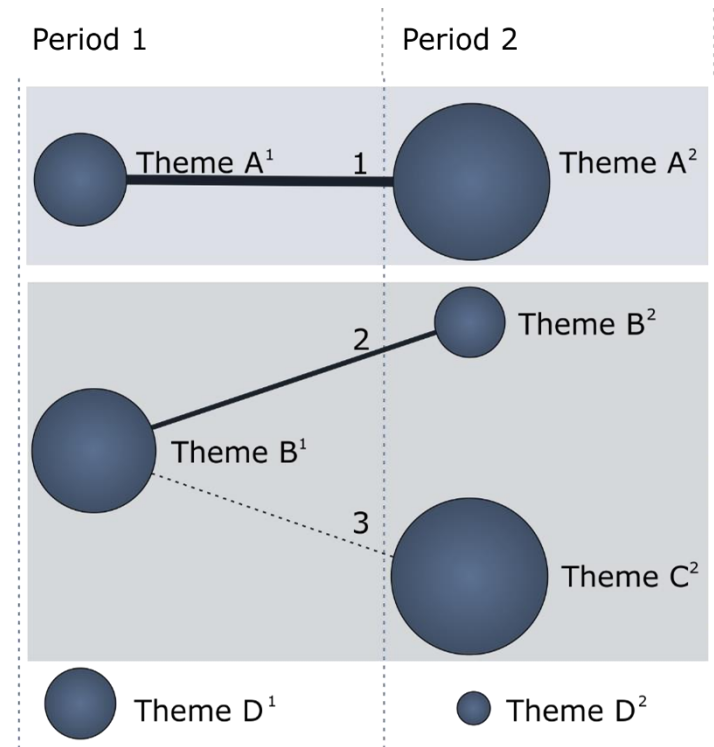 Period 1 Period 2
Theme A¹ 1 Theme A²
2 Theme B²
Theme B¹
3
Theme C²
Theme D¹ Theme D²